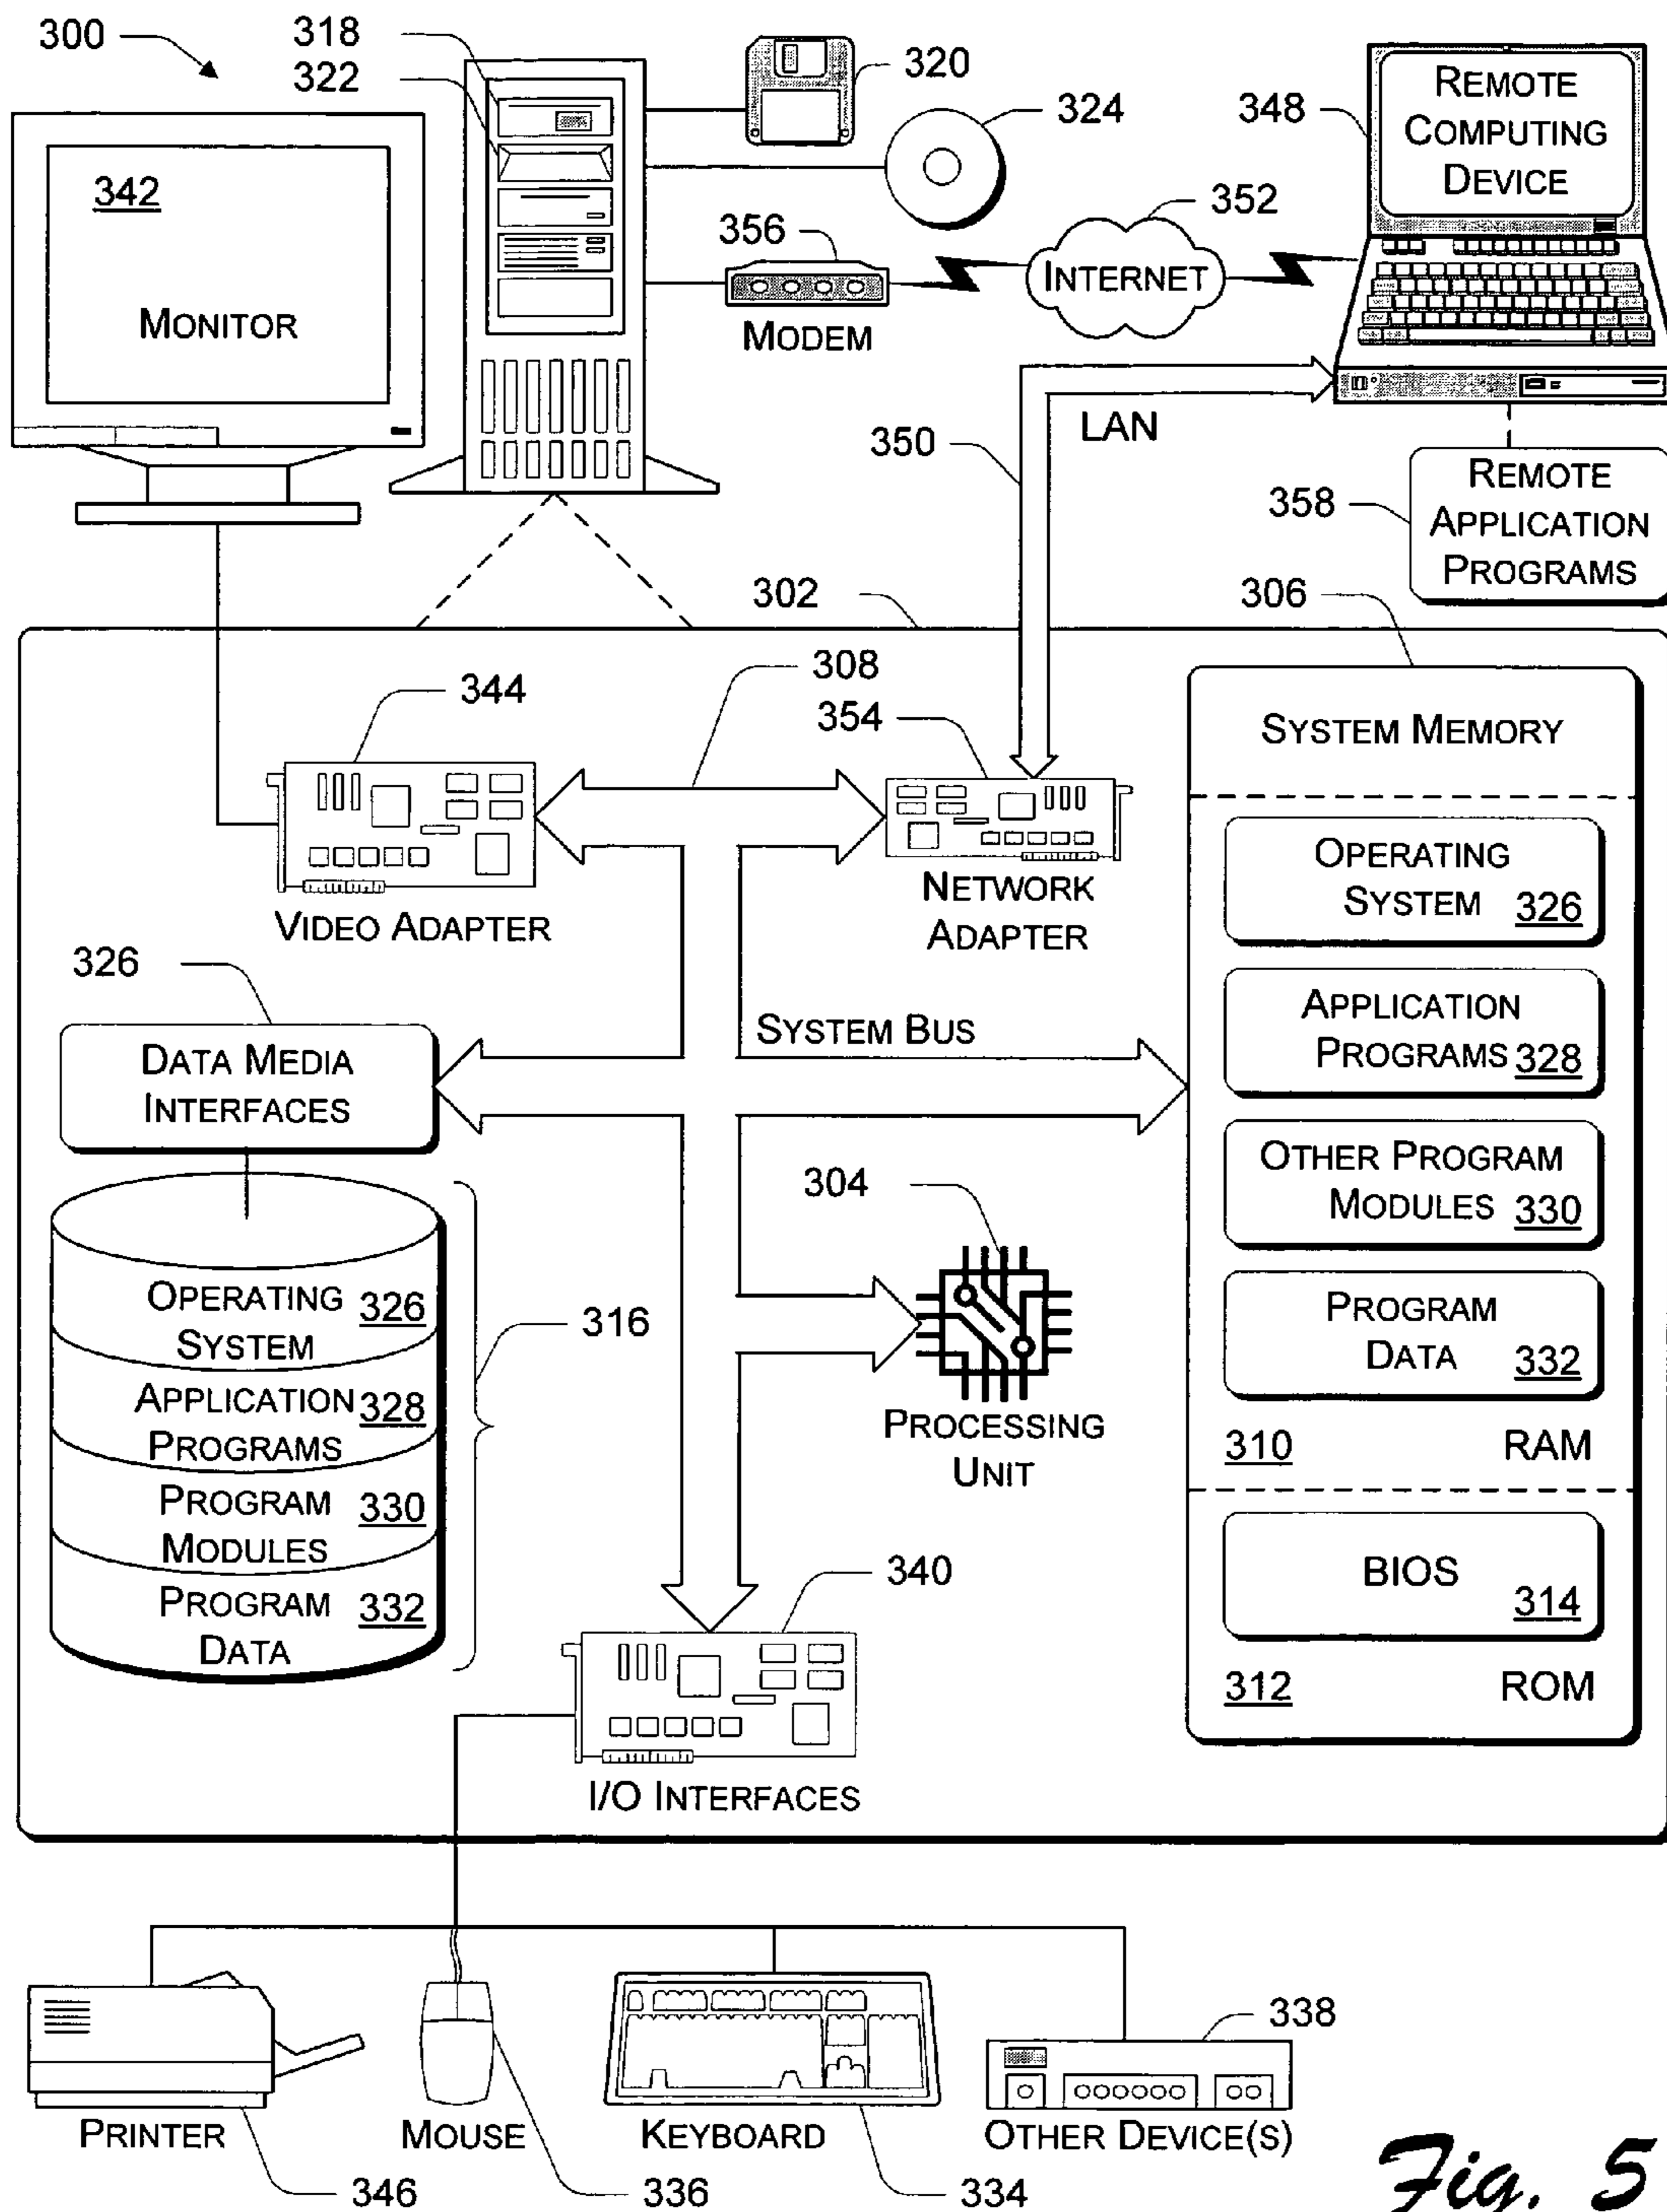 300
318
322
320
324
348
REMOTE
COMPUTING
DEVICE
342
MONITOR
356
MODEM
352
INTERNET
350
LAN
358
REMOTE
APPLICATION
PROGRAMS
302
306
344
308
354
VIDEO ADAPTER
NETWORK
ADAPTER
SYSTEM MEMORY
OPERATING
SYSTEM 326
APPLICATION
PROGRAMS 328
OTHER PROGRAM
MODULES 330
PROGRAM
DATA 332
310 RAM
BIOS
314
312 ROM
326
DATA MEDIA
INTERFACES
SYSTEM BUS
304
PROCESSING
UNIT
OPERATING 326
SYSTEM
APPLICATION 328
PROGRAMS
PROGRAM 330
MODULES
PROGRAM 332
DATA
316
340
I/O INTERFACES
338
PRINTER
MOUSE
KEYBOARD
OTHER DEVICE(S)
346
336
334
Fig. 5